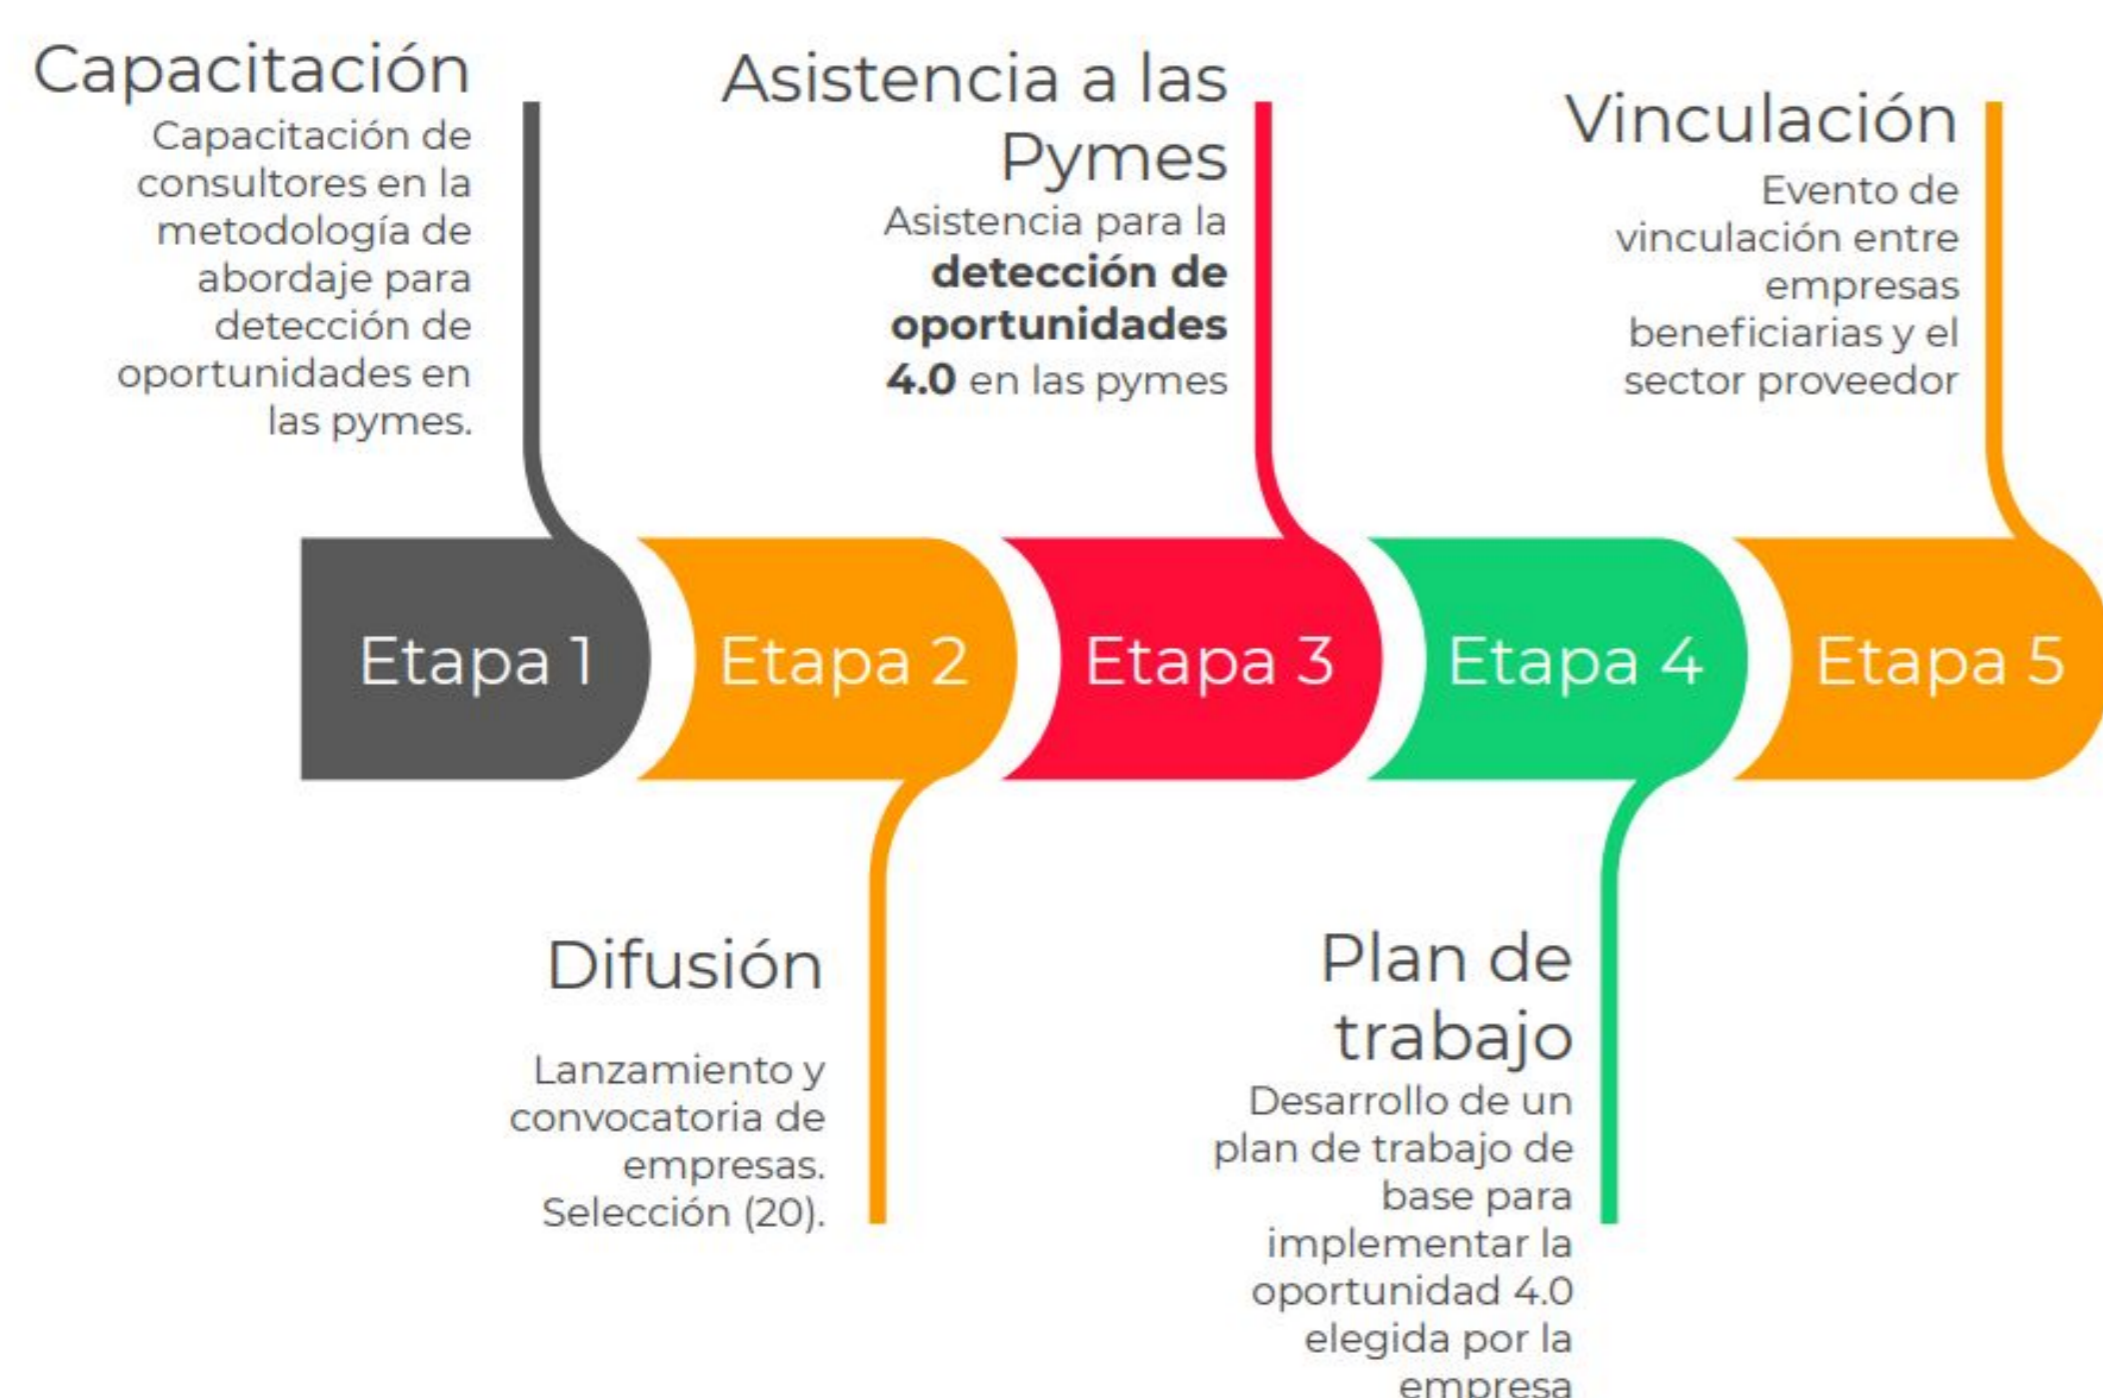 Capacitación
Capacitación de
consultores en la
metodología de
abordaje para
detección de
oportunidades en
las pymes.
Asistencia a las
Pymes
Asistencia para la
detección de
oportunidades
4.0 en las pymes
Vinculación
Evento de
vinculación entre
empresas
beneficiarias y el
sector proveedor
Etapa 1
Etapa 2
Etapa 3
Etapa 4
Etapa 5
Difusión
Lanzamiento y
convocatoria de
empresas.
Selección (20).
Plan de
trabajo
Desarrollo de un
plan de trabajo de
base para
implementar la
oportunidad 4.0
elegida por la
empresa